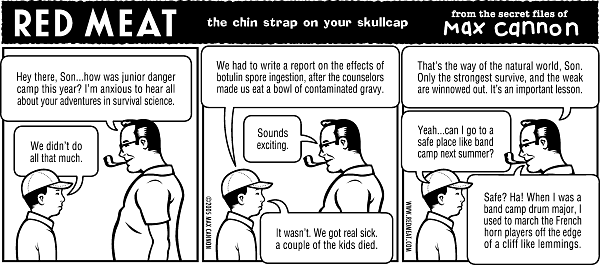 RED MEAT
the chin strap on your skullcap
from the secret files of
Max cannon
Hey there, Son...how was junior danger
camp this year? I'm anxious to hear all
about your adventures in survival science.
We didn't do
all that much.
We had to write a report on the effects of
botulin spore ingestion, after the counselors
made us eat a bowl of contaminated gravy.
Sounds
exciting.
It wasn't. We got real sick.
a couple of the kids died.
©2005 MAX CANNON
That's the way of the natural world, Son.
Only the strongest survive, and the weak
are winnowed out. It's an important lesson.
Yeah...can I go to a
safe place like band
camp next summer?
Safe? Ha! When I was a
band camp drum major, I
used to march the French
horn players off the edge
of a cliff like lemmings.
WWW.REDMEAT.COM